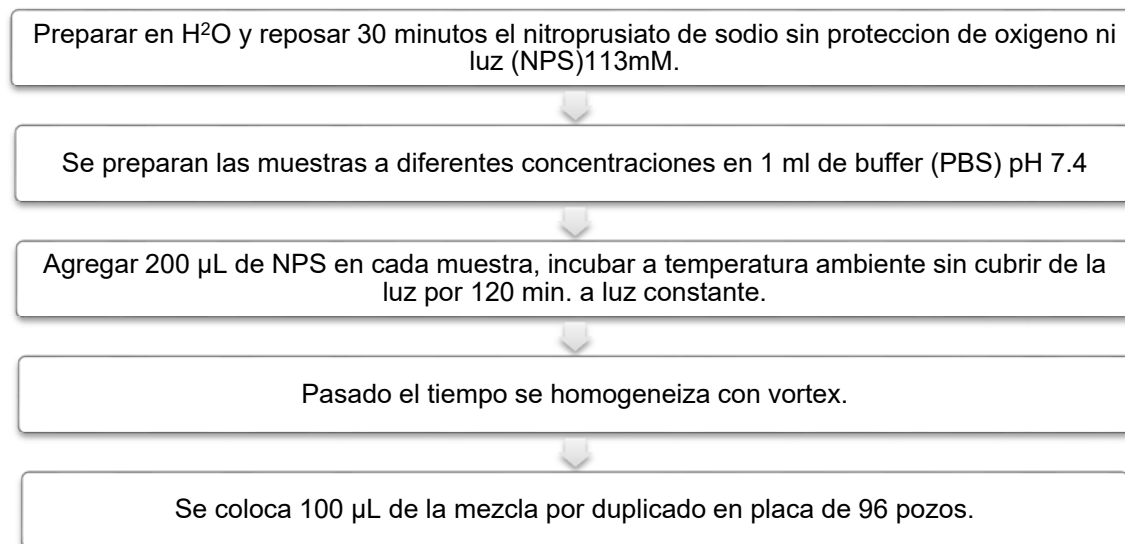 Preparar en H²O y reposar 30 minutos el nitroprusiato de sodio sin proteccion de oxigeno ni
luz (NPS)113mM.
Se preparan las muestras a diferentes concentraciones en 1 ml de buffer (PBS) pH 7.4
Agregar 200 µL de NPS en cada muestra, incubar a temperatura ambiente sin cubrir de la
luz por 120 min. a luz constante.
Pasado el tiempo se homogeneiza con vortex.
Se coloca 100 µL de la mezcla por duplicado en placa de 96 pozos.